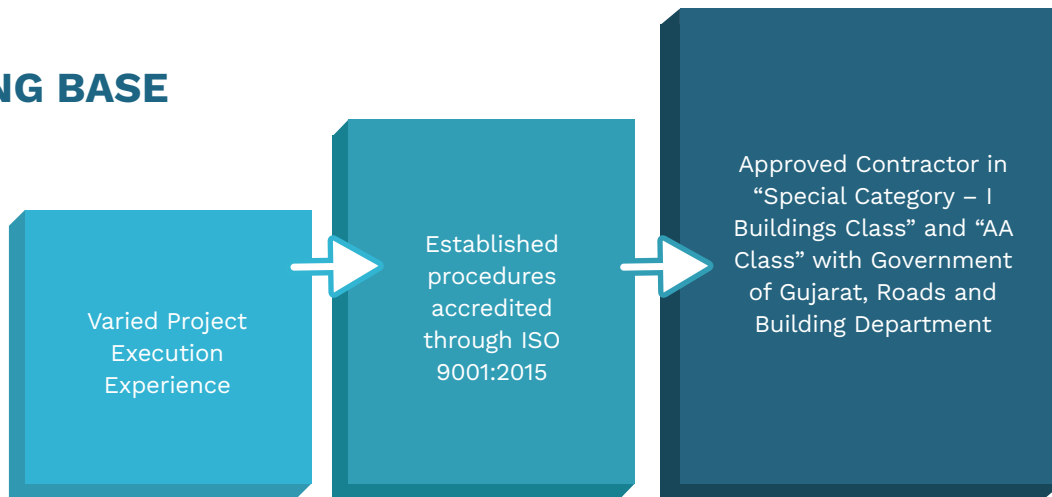 NG BASE
Varied Project
Execution
Experience
Established
procedures
accredited
through ISO
9001:2015
Approved Contractor in
“Special Category – I
Buildings Class” and “AA
Class” with Government
of Gujarat, Roads and
Building Department